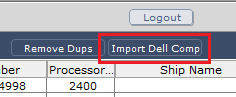 Logout
Remove Dups Import Dell Comp
ber Processor... Ship Name
4998 2400